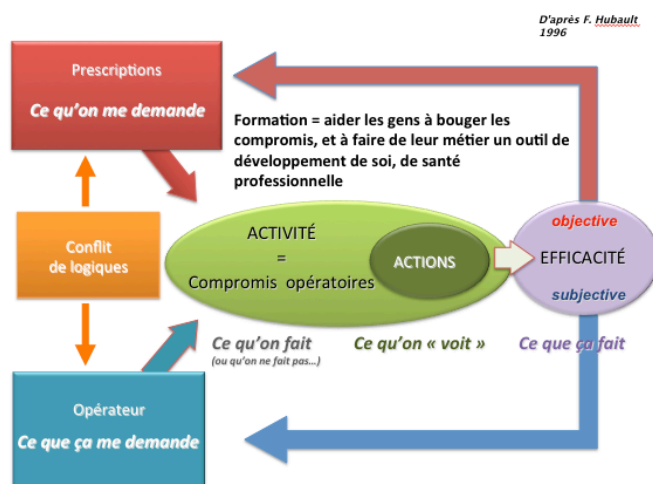 D'après F. Hubault
1996
Prescriptions
Ce qu'on me demande
Formation = aider les gens à bouger les
compromis, et à faire de leur métier un outil de
développement de soi, de santé
professionnelle
Conflit
de logiques
ACTIVITÉ
=
Compromis opératoires
ACTIONS
objective
EFFICACITÉ
subjective
Ce qu'on fait
(ou qu'on ne fait pas...)
Ce qu'on « voit »
Ce que ça fait
Opérateur
Ce que ça me demande